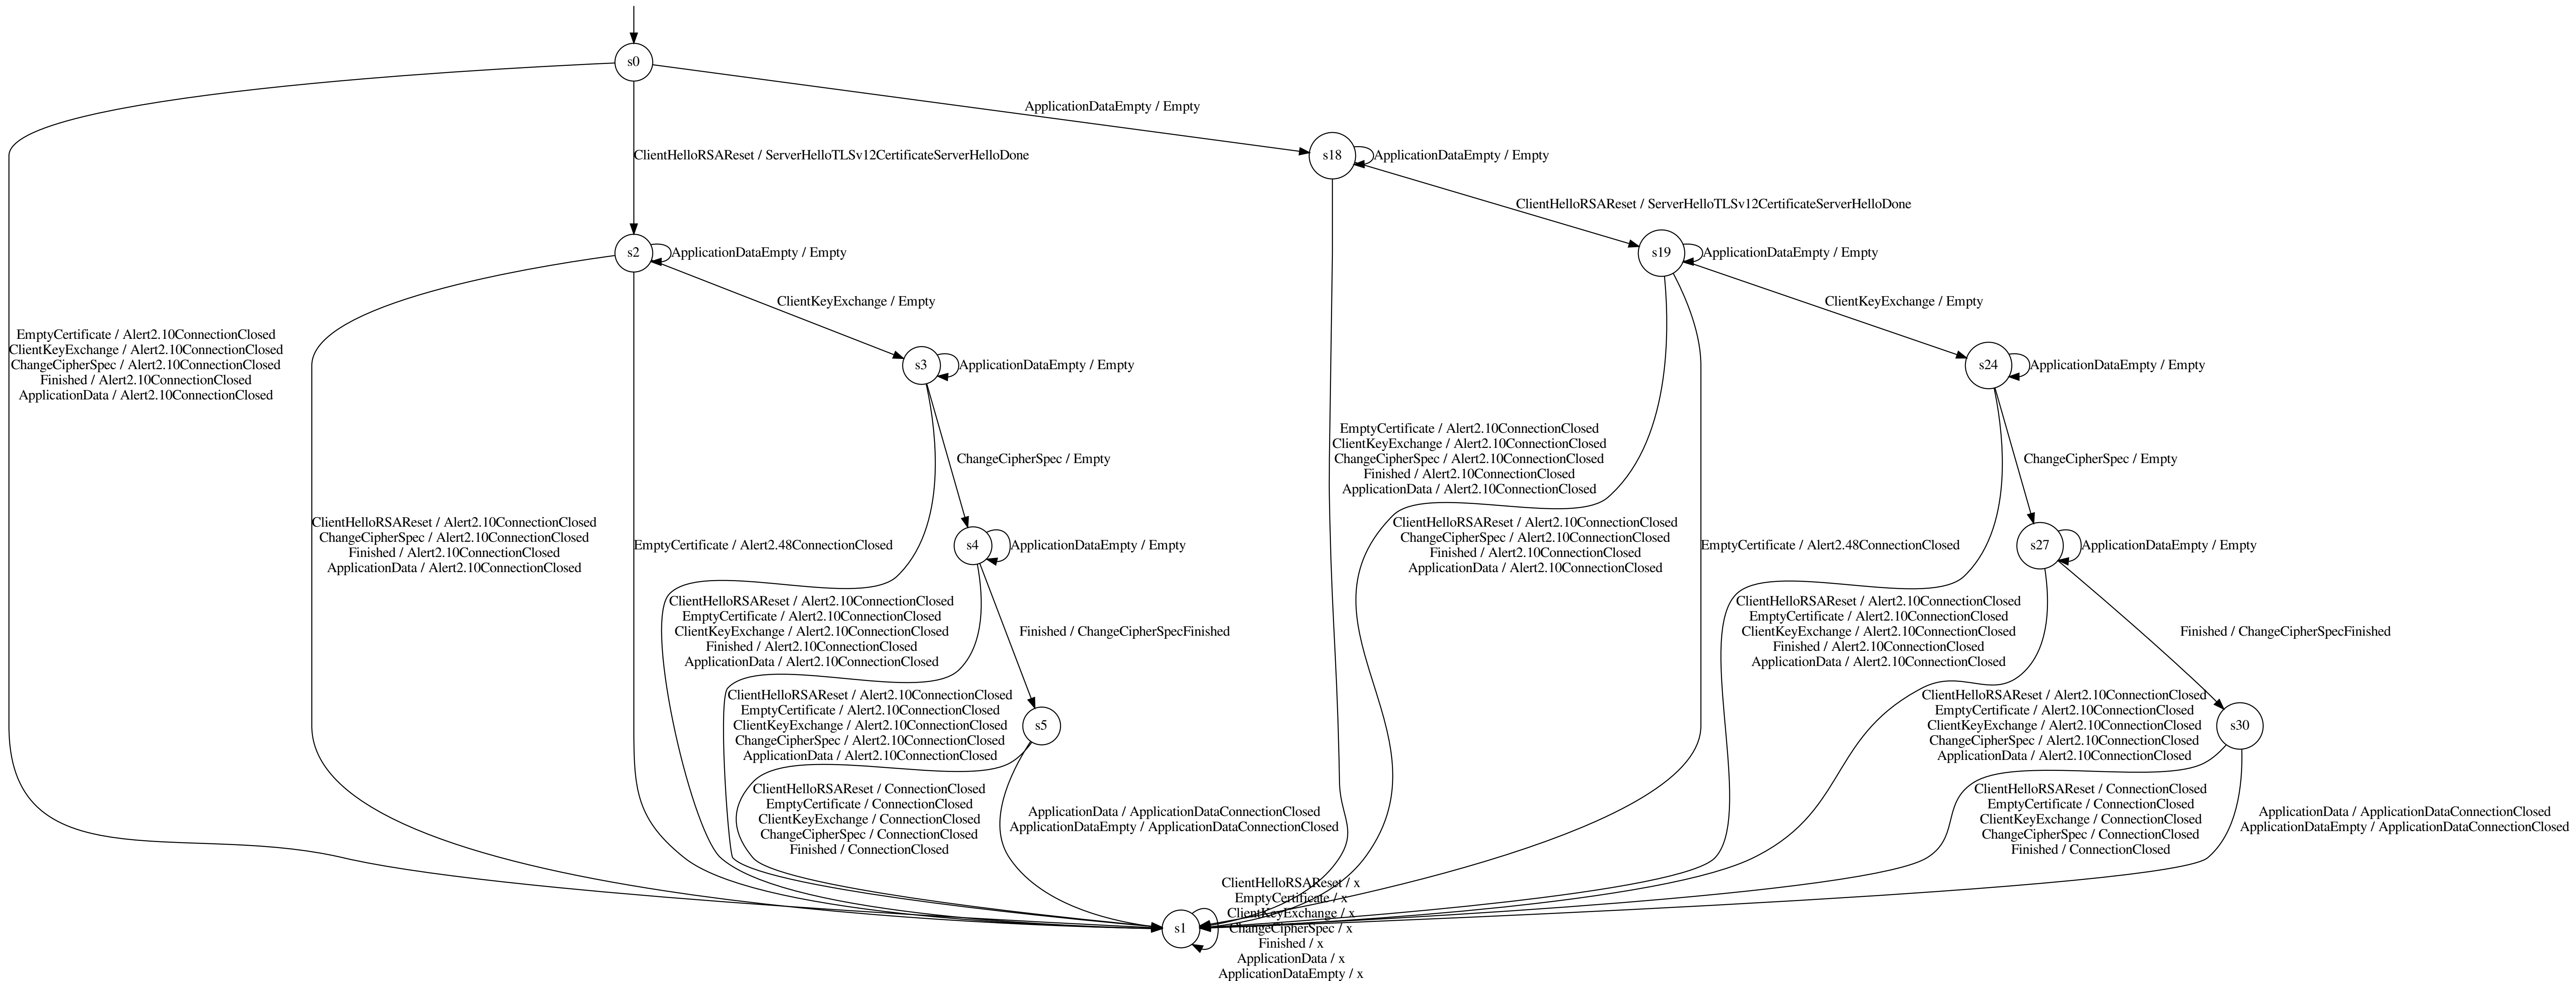 s0
ApplicationDataEmpty / Empty
ClientHelloRSAReset / ServerHelloTLSv12CertificateServerHelloDone
s18
ApplicationDataEmpty / Empty
ClientHelloRSAReset / ServerHelloTLSv12CertificateServerHelloDone
s2
ApplicationDataEmpty / Empty
s19
ApplicationDataEmpty / Empty
ClientKeyExchange / Empty
ClientKeyExchange / Empty
EmptyCertificate / Alert2.10ConnectionClosed
ClientKeyExchange / Alert2.10ConnectionClosed
ChangeCipherSpec / Alert2.10ConnectionClosed
Finished / Alert2.10ConnectionClosed
ApplicationData / Alert2.10ConnectionClosed
s3
ApplicationDataEmpty / Empty
s24
ApplicationDataEmpty / Empty
EmptyCertificate / Alert2.10ConnectionClosed
ClientKeyExchange / Alert2.10ConnectionClosed
ChangeCipherSpec / Alert2.10ConnectionClosed
Finished / Alert2.10ConnectionClosed
ApplicationData / Alert2.10ConnectionClosed
ChangeCipherSpec / Empty
ChangeCipherSpec / Empty
ClientHelloRSAReset / Alert2.10ConnectionClosed
ChangeCipherSpec / Alert2.10ConnectionClosed
Finished / Alert2.10ConnectionClosed
ApplicationData / Alert2.10ConnectionClosed
EmptyCertificate / Alert2.48ConnectionClosed
s4
ApplicationDataEmpty / Empty
ClientHelloRSAReset / Alert2.10ConnectionClosed
ChangeCipherSpec / Alert2.10ConnectionClosed
Finished / Alert2.10ConnectionClosed
ApplicationData / Alert2.10ConnectionClosed
EmptyCertificate / Alert2.48ConnectionClosed
s27
ApplicationDataEmpty / Empty
ClientHelloRSAReset / Alert2.10ConnectionClosed
EmptyCertificate / Alert2.10ConnectionClosed
ClientKeyExchange / Alert2.10ConnectionClosed
Finished / Alert2.10ConnectionClosed
ApplicationData / Alert2.10ConnectionClosed
Finished / ChangeCipherSpecFinished
ClientHelloRSAReset / Alert2.10ConnectionClosed
EmptyCertificate / Alert2.10ConnectionClosed
ClientKeyExchange / Alert2.10ConnectionClosed
Finished / Alert2.10ConnectionClosed
ApplicationData / Alert2.10ConnectionClosed
Finished / ChangeCipherSpecFinished
ClientHelloRSAReset / Alert2.10ConnectionClosed
EmptyCertificate / Alert2.10ConnectionClosed
ClientKeyExchange / Alert2.10ConnectionClosed
ChangeCipherSpec / Alert2.10ConnectionClosed
ApplicationData / Alert2.10ConnectionClosed
s5
ClientHelloRSAReset / Alert2.10ConnectionClosed
EmptyCertificate / Alert2.10ConnectionClosed
ClientKeyExchange / Alert2.10ConnectionClosed
ChangeCipherSpec / Alert2.10ConnectionClosed
ApplicationData / Alert2.10ConnectionClosed
s30
ClientHelloRSAReset / ConnectionClosed
EmptyCertificate / ConnectionClosed
ClientKeyExchange / ConnectionClosed
ChangeCipherSpec / ConnectionClosed
Finished / ConnectionClosed
ApplicationData / ApplicationDataConnectionClosed
ApplicationDataEmpty / ApplicationDataConnectionClosed
ClientHelloRSAReset / ConnectionClosed
EmptyCertificate / ConnectionClosed
ClientKeyExchange / ConnectionClosed
ChangeCipherSpec / ConnectionClosed
Finished / ConnectionClosed
ApplicationData / ApplicationDataConnectionClosed
ApplicationDataEmpty / ApplicationDataConnectionClosed
s1
ClientHelloRSAReset / x
EmptyCertificate / x
ClientKeyExchange / x
ChangeCipherSpec / x
Finished / x
ApplicationData / x
ApplicationDataEmpty / x